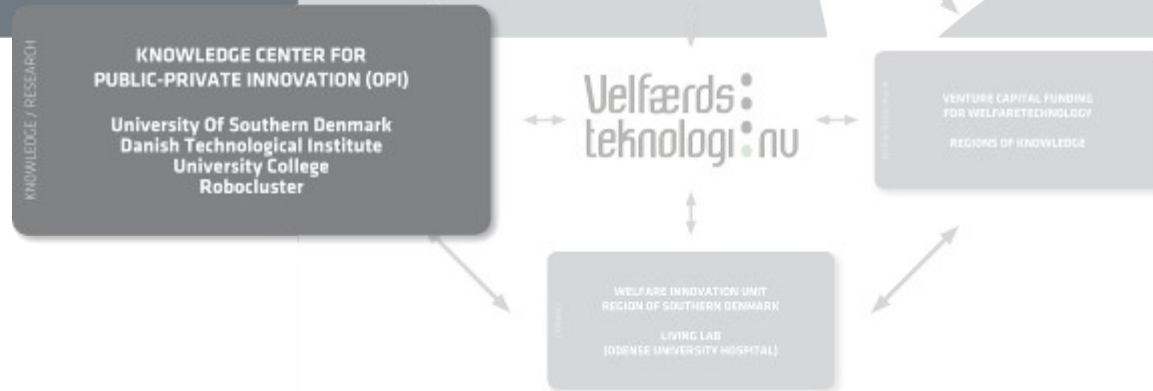 KNOWLEDGE / RESEARCH
KNOWLEDGE CENTER FOR
PUBLIC-PRIVATE INNOVATION (OPI)
University Of Southern Denmark
Danish Technological Institute
University College
Robocluster
Velfærds:
teknologi:nu
VENTURE CAPITAL FUNDING
FOR WELFARETECHNOLOGY
REGIONS OF KNOWLEDGE
WELFARE INNOVATION UNIT
REGION OF SOUTHERN DENMARK
LIVING LAB
(ODENSE UNIVERSITY HOSPITAL)